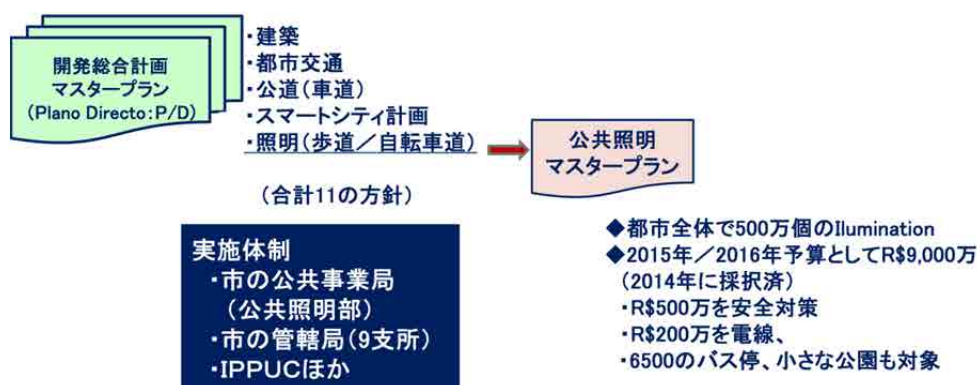 開発総合計画
マスタープラン
(Plano Directo:P/D)
・建築
・都市交通
・公道(車道)
・スマートシティ計画
・照明(歩道／自転車道)
(合計11の方針)
公共照明
マスタープラン
実施体制
・市の公共事業局
(公共照明部)
・市の管轄局(9支所)
・IPPUCほか
◆都市全体で500万個のIlumination
◆2015年／2016年予算としてR$9,000万
(2014年に採択済)
・R$500万を安全対策
・R$200万を電線、
・6500のバス停、小さな公園も対象